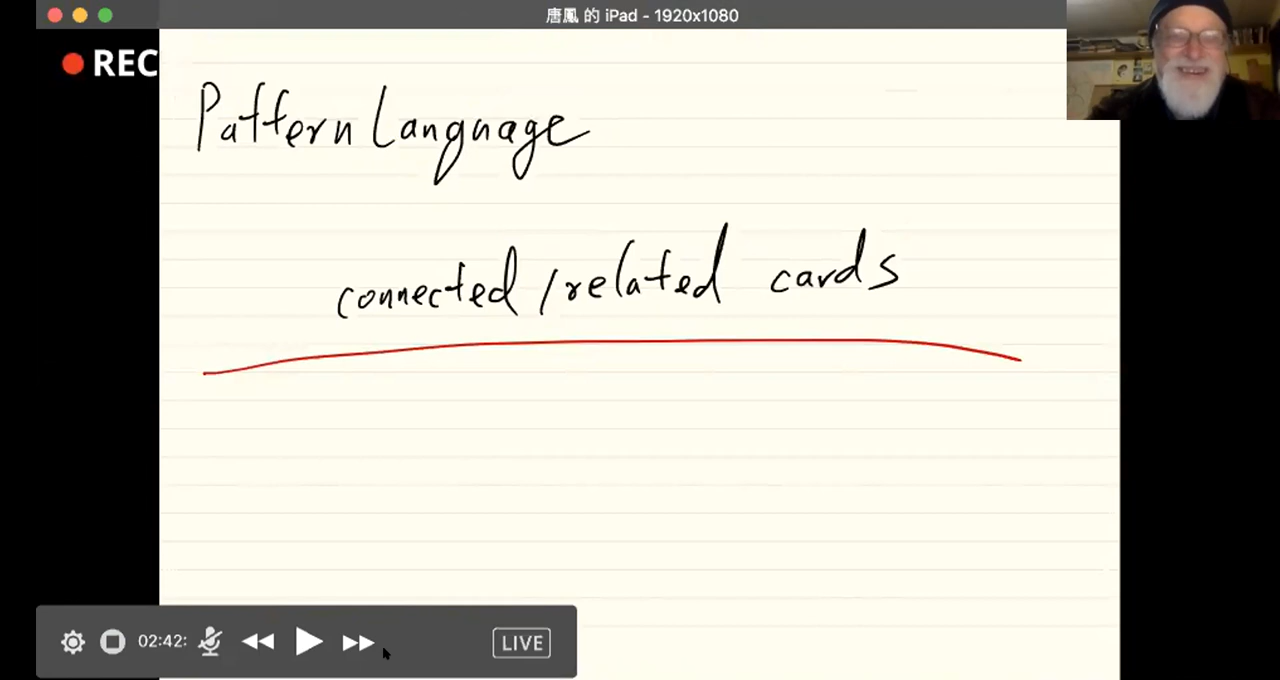 唐鳳 的 iPad - 1920x1080
REC
Pattern Language
connected / related cards
02:42:
LIVE